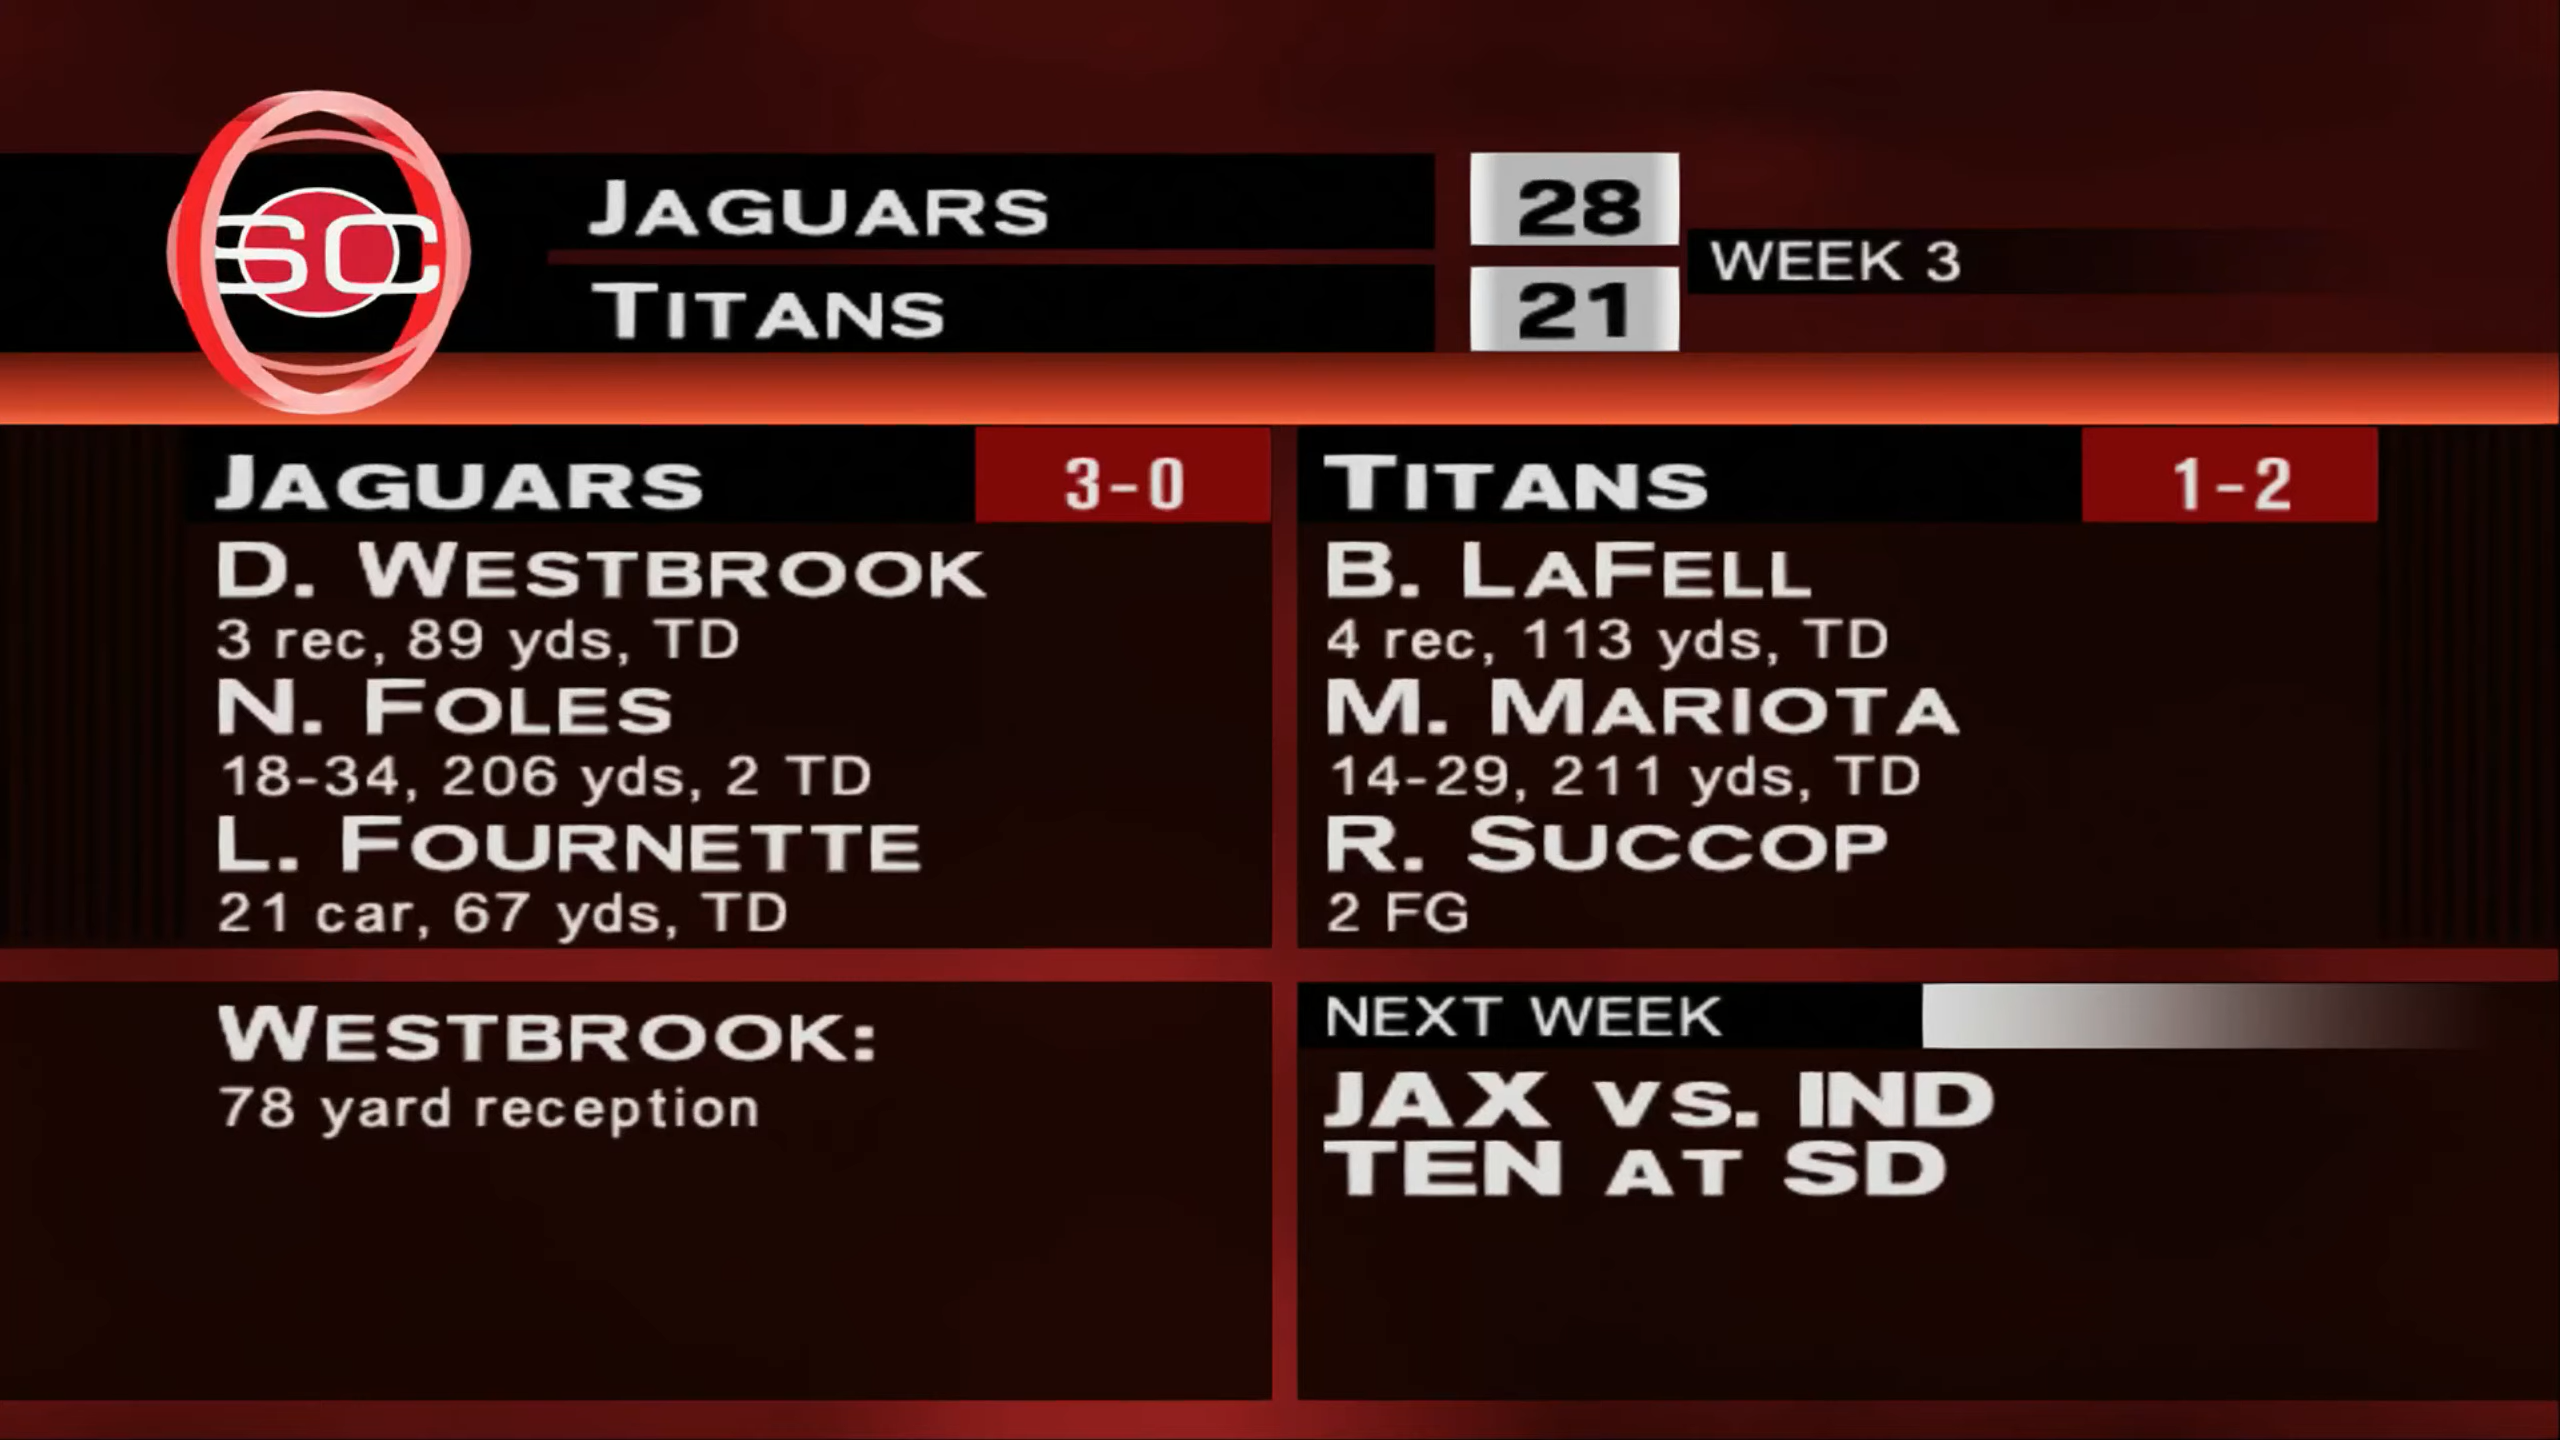 SC
JAGUARS 28
TITANS 21
WEEK 3
JAGUARS 3-0
D. WESTBROOK
3 rec, 89 yds, TD
N. FOLES
18-34, 206 yds, 2 TD
L. FOURNETTE
21 car, 67 yds, TD
TITANS 1-2
B. LAFELL
4 rec, 113 yds, TD
M. MARIOTA
14-29, 211 yds, TD
R. SUCCOP
2 FG
WESTBROOK:
78 yard reception
NEXT WEEK
JAX VS. IND
TEN AT SD